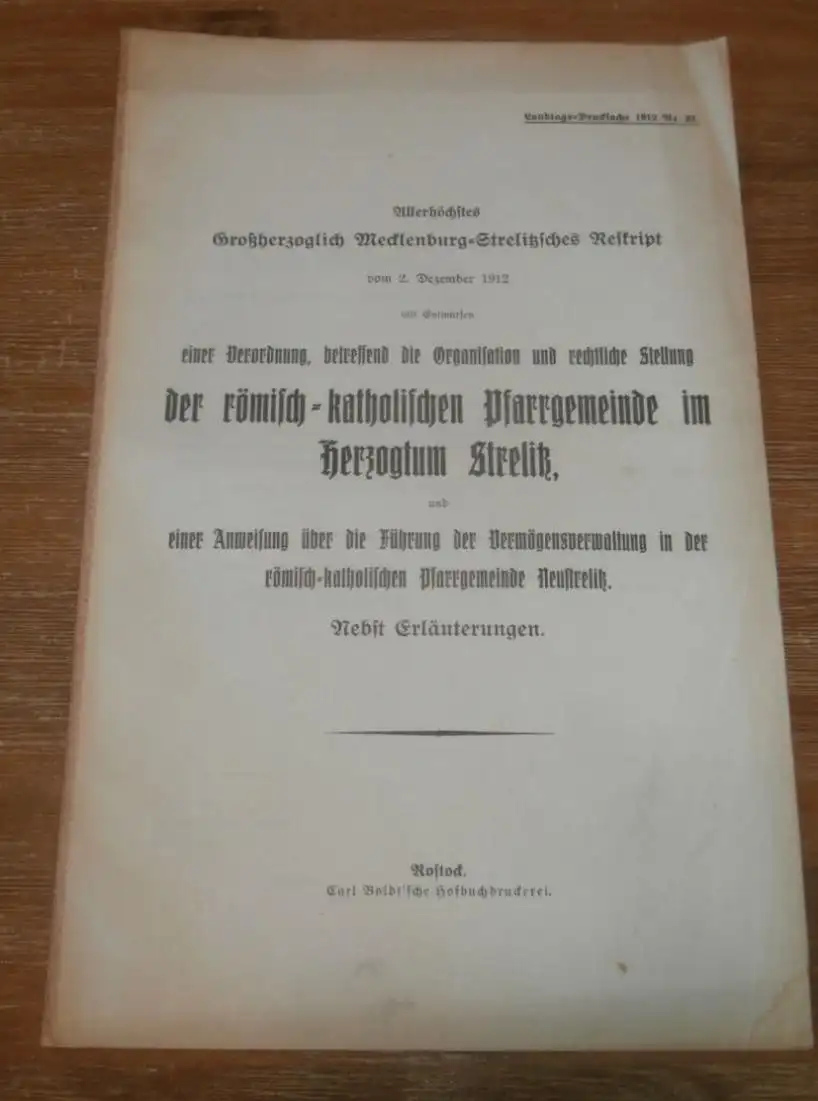 Landtags-Drucksache 1912 Nr.
Allerhöchstes
Großherzoglich Mecklenburg-Strelitzsches Reskript
vom 2. Dezember 1912
mit Entwürfen
einer Verordnung, betreffend die Organisation und rechtliche Stellung
der römisch-katholischen Pfarrgemeinde im
Herzogtum Strelitz,
und
einer Anweisung über die Führung der Vermögensverwaltung in der
römisch-katholischen Pfarrgemeinde Neustrelitz.
Nebst Erläuterungen.
Rostock.
Carl Boldt'sche Hofbuchdruckerei.